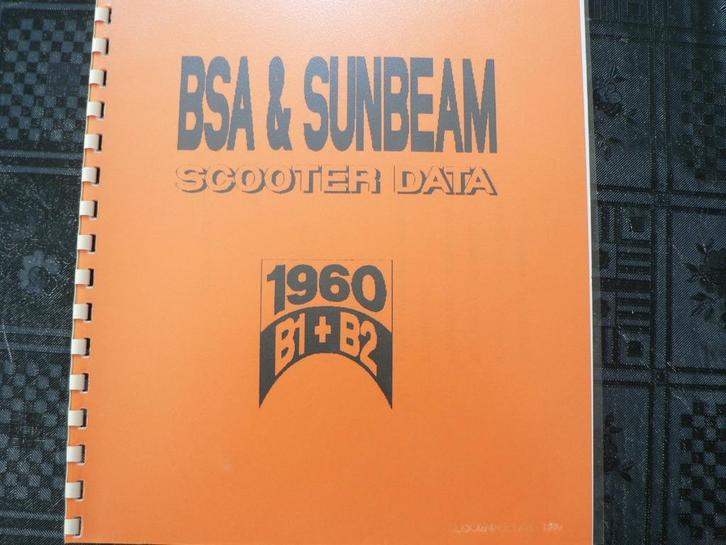 BSA & SUNBEAM
SCOOTER DATA
1960
B1 + B2